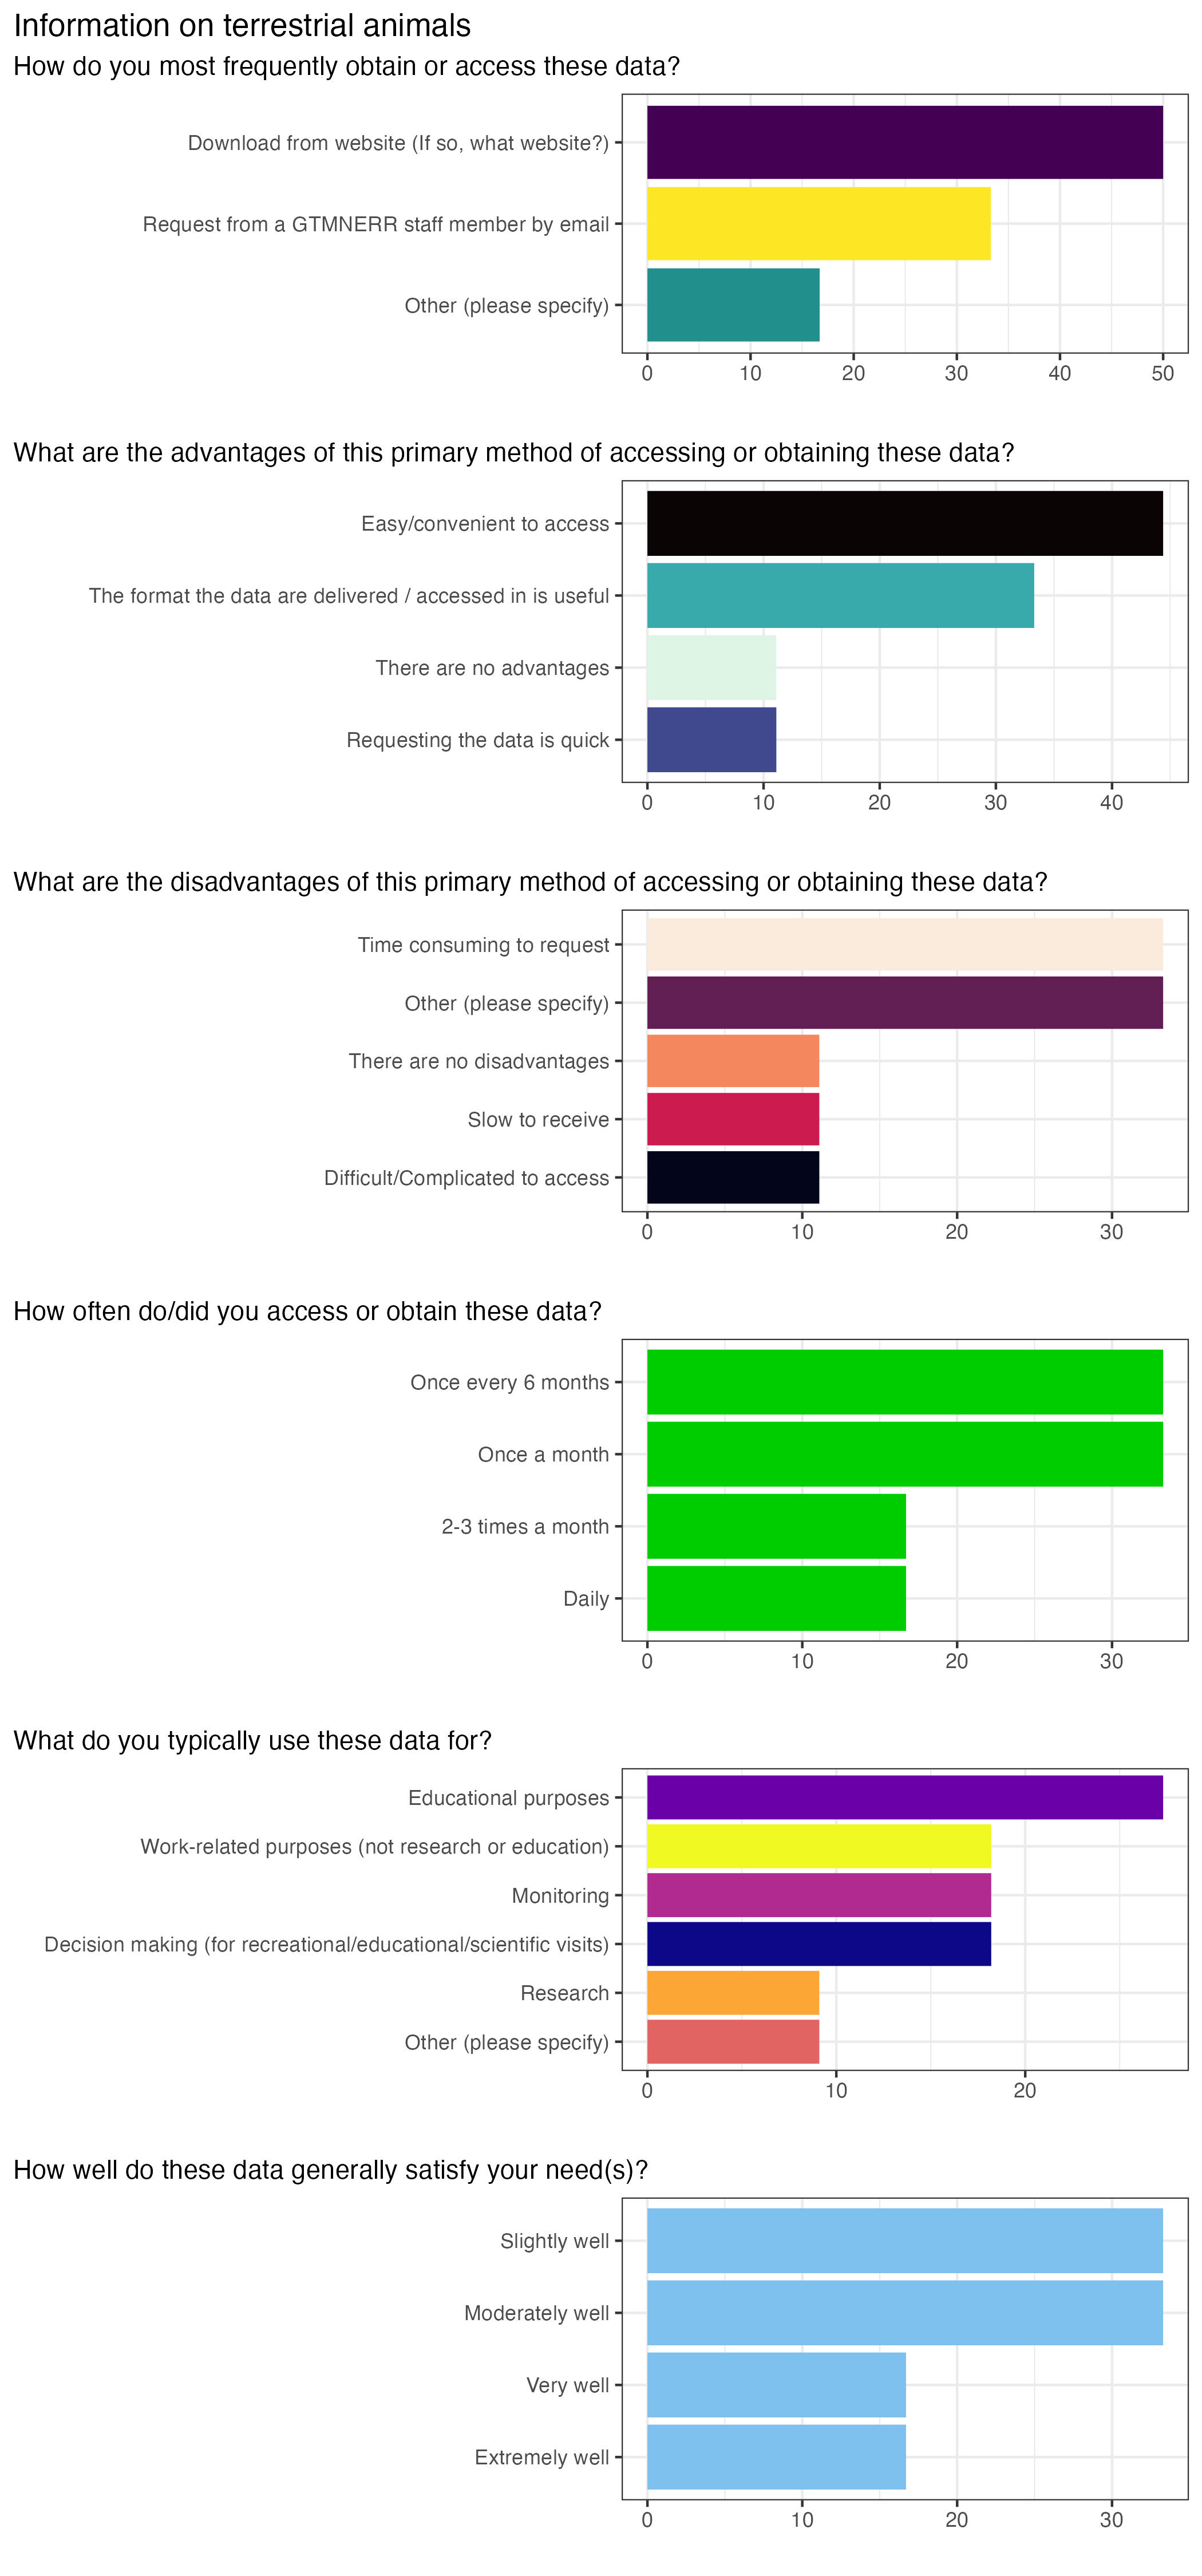 Information on terrestrial animals
How do you most frequently obtain or access these data?
Download from website (If so, what website?)
Request from a GTMNERR staff member by email
Other (please specify)
0 10 20 30 40 50
What are the advantages of this primary method of accessing or obtaining these data?
Easy/convenient to access
The format the data are delivered / accessed in is useful
There are no advantages
Requesting the data is quick
0 10 20 30 40
What are the disadvantages of this primary method of accessing or obtaining these data?
Time consuming to request
Other (please specify)
There are no disadvantages
Slow to receive
Difficult/Complicated to access
0 10 20 30
How often do/did you access or obtain these data?
Once every 6 months
Once a month
2-3 times a month
Daily
0 10 20 30
What do you typically use these data for?
Educational purposes
Work-related purposes (not research or education)
Monitoring
Decision making (for recreational/educational/scientific visits)
Research
Other (please specify)
0 10 20
How well do these data generally satisfy your need(s)?
Slightly well
Moderately well
Very well
Extremely well
0 10 20 30